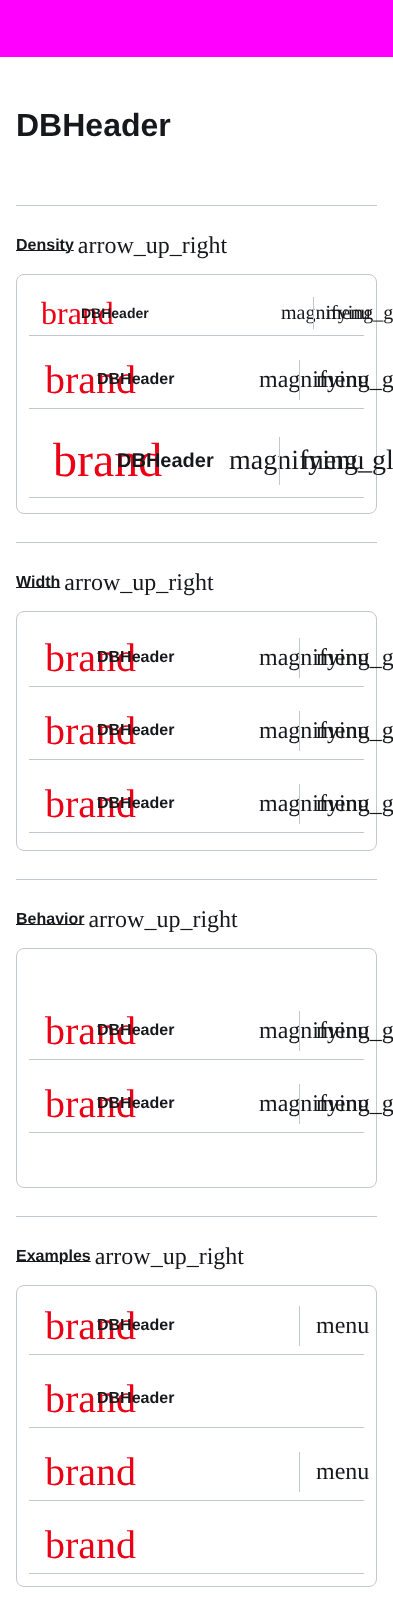 DBHeader
Density arrow_up_right
brand DBHeader magnifying_g menu
brand DBHeader magnifying_g menu
brand DBHeader magnifying_gl menu
Width arrow_up_right
brand DBHeader magnifying_g menu
brand DBHeader magnifying_g menu
brand DBHeader magnifying_g menu
Behavior arrow_up_right
brand DBHeader magnifying_g menu
brand DBHeader magnifying_g menu
Examples arrow_up_right
brand DBHeader menu
brand DBHeader
brand menu
brand